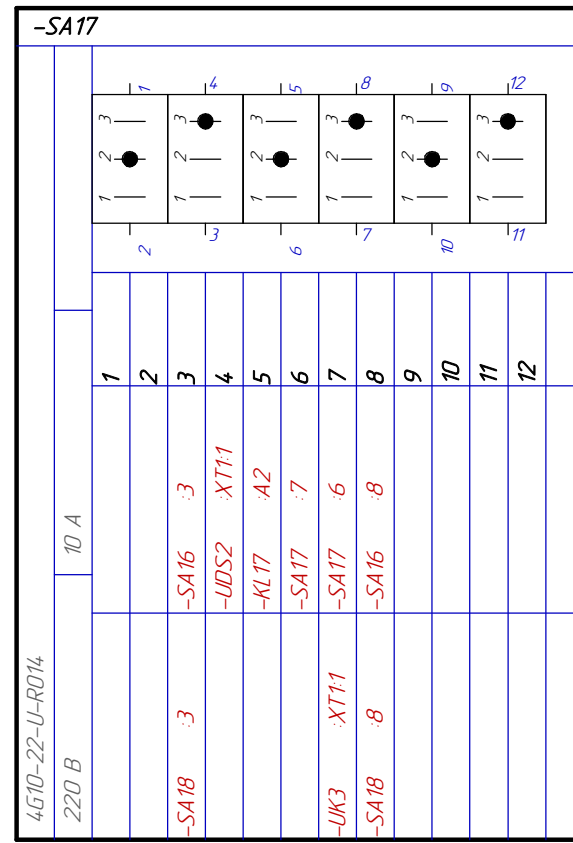 -SA17
1 4 5 8 9 12
3 3 3 3 3 3
2 2 2 2 2 2
1 1 1 1 1 1
2 3 6 7 10 11
4G10-22-U-R014
220 В
10 А
1
2
3 -SA16 :3 -SA18 :3
4 -UDS2 :XT1:1
5 -KL17 :A2
6 -SA17 :7
7 -SA17 :6 -UK3 :XT1:1
8 -SA16 :8 -SA18 :8
9
10
11
12